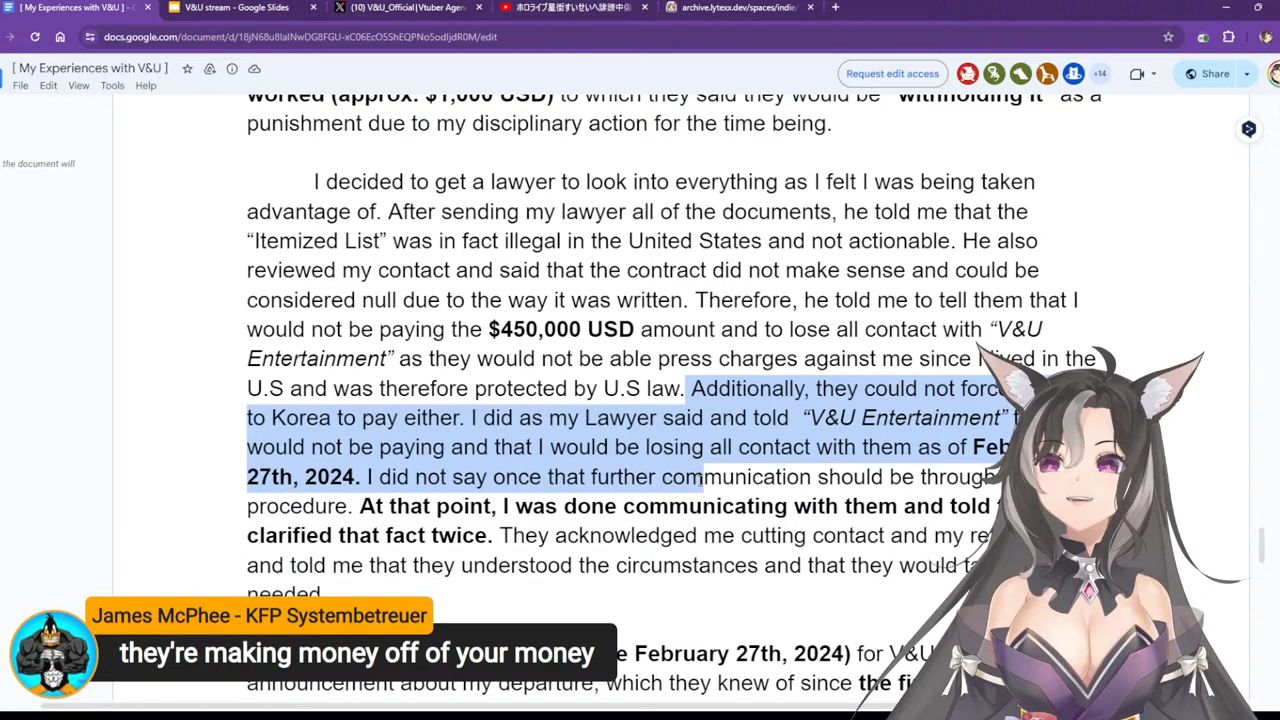 [ My Experiences with V&U ]
V&U stream - Google Slides
(10) V&U_Official|Vtuber Agen
archive.lytexx.dev/spaces/indie/
docs.google.com/document/d/18jN68u8IaINwDG8FGU-xC06EcO5ShEQPNo5odIjdR0M/edit
[ My Experiences with V&U ]
File Edit View Tools Help
Request edit access
+14
Share
the document will
worked (approx. $1,000 USD) to which they said they would be "withholding it" as a
punishment due to my disciplinary action for the time being.
I decided to get a lawyer to look into everything as I felt I was being taken
advantage of. After sending my lawyer all of the documents, he told me that the
“Itemized List” was in fact illegal in the United States and not actionable. He also
reviewed my contact and said that the contract did not make sense and could be
considered null due to the way it was written. Therefore, he told me to tell them that I
would not be paying the $450,000 USD amount and to lose all contact with “V&U
Entertainment” as they would not be able press charges against me since I lived in the
U.S and was therefore protected by U.S law. Additionally, they could not force
to Korea to pay either. I did as my Lawyer said and told “V&U Entertainment”
would not be paying and that I would be losing all contact with them as of Feb
27th, 2024. I did not say once that further communication should be through
procedure. At that point, I was done communicating with them and told
clarified that fact twice. They acknowledged me cutting contact and my re
and told me that they understood the circumstances and that they would
needed
James McPhee - KFP Systembetreuer
they're making money off of your money
e February 27th, 2024) for V&U
announcement about my departure, which they knew of since the fi